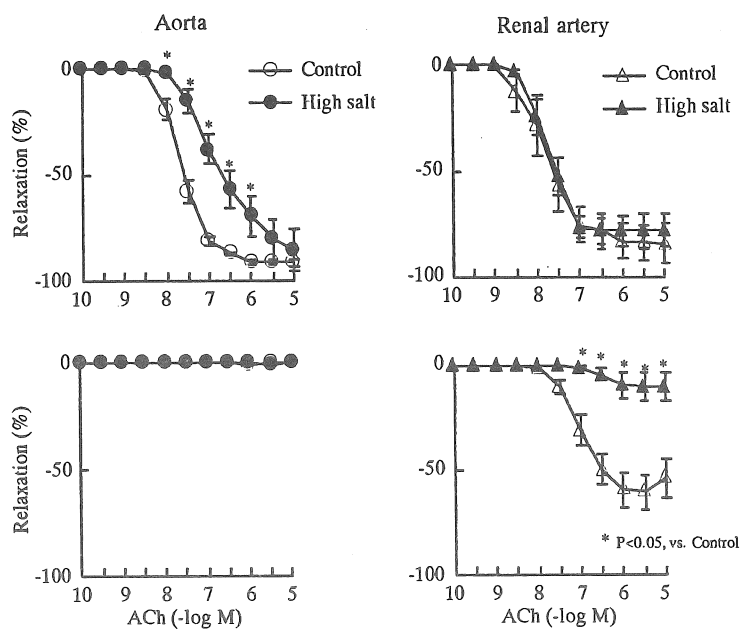 Aorta
Renal artery
Relaxation (%)
0
-50
-100
* * * * *
Control
High salt
10 9 8 7 6 5
0
-50
-100
Control
High salt
10 9 8 7 6 5
Relaxation (%)
0
-50
-100
10 9 8 7 6 5
ACh (-log M)
0
-50
-100
* * * * *
* P<0.05, vs. Control
10 9 8 7 6 5
ACh (-log M)